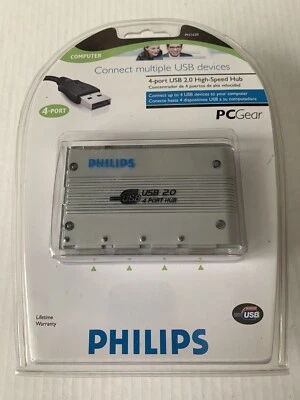 COMPUTER
Connect multiple USB devices
4-port USB 2.0 High-Speed Hub
Concentrador de 4 puertos de alta velocidad
Connect up to 4 USB devices to your computer
Conecta hasta 4 dispositivos USB a tu computadora
4-PORT
PCGear
PHILIPS
USB 2.0
4 PORT HUB
Lifetime
Warranty
USB
PHILIPS